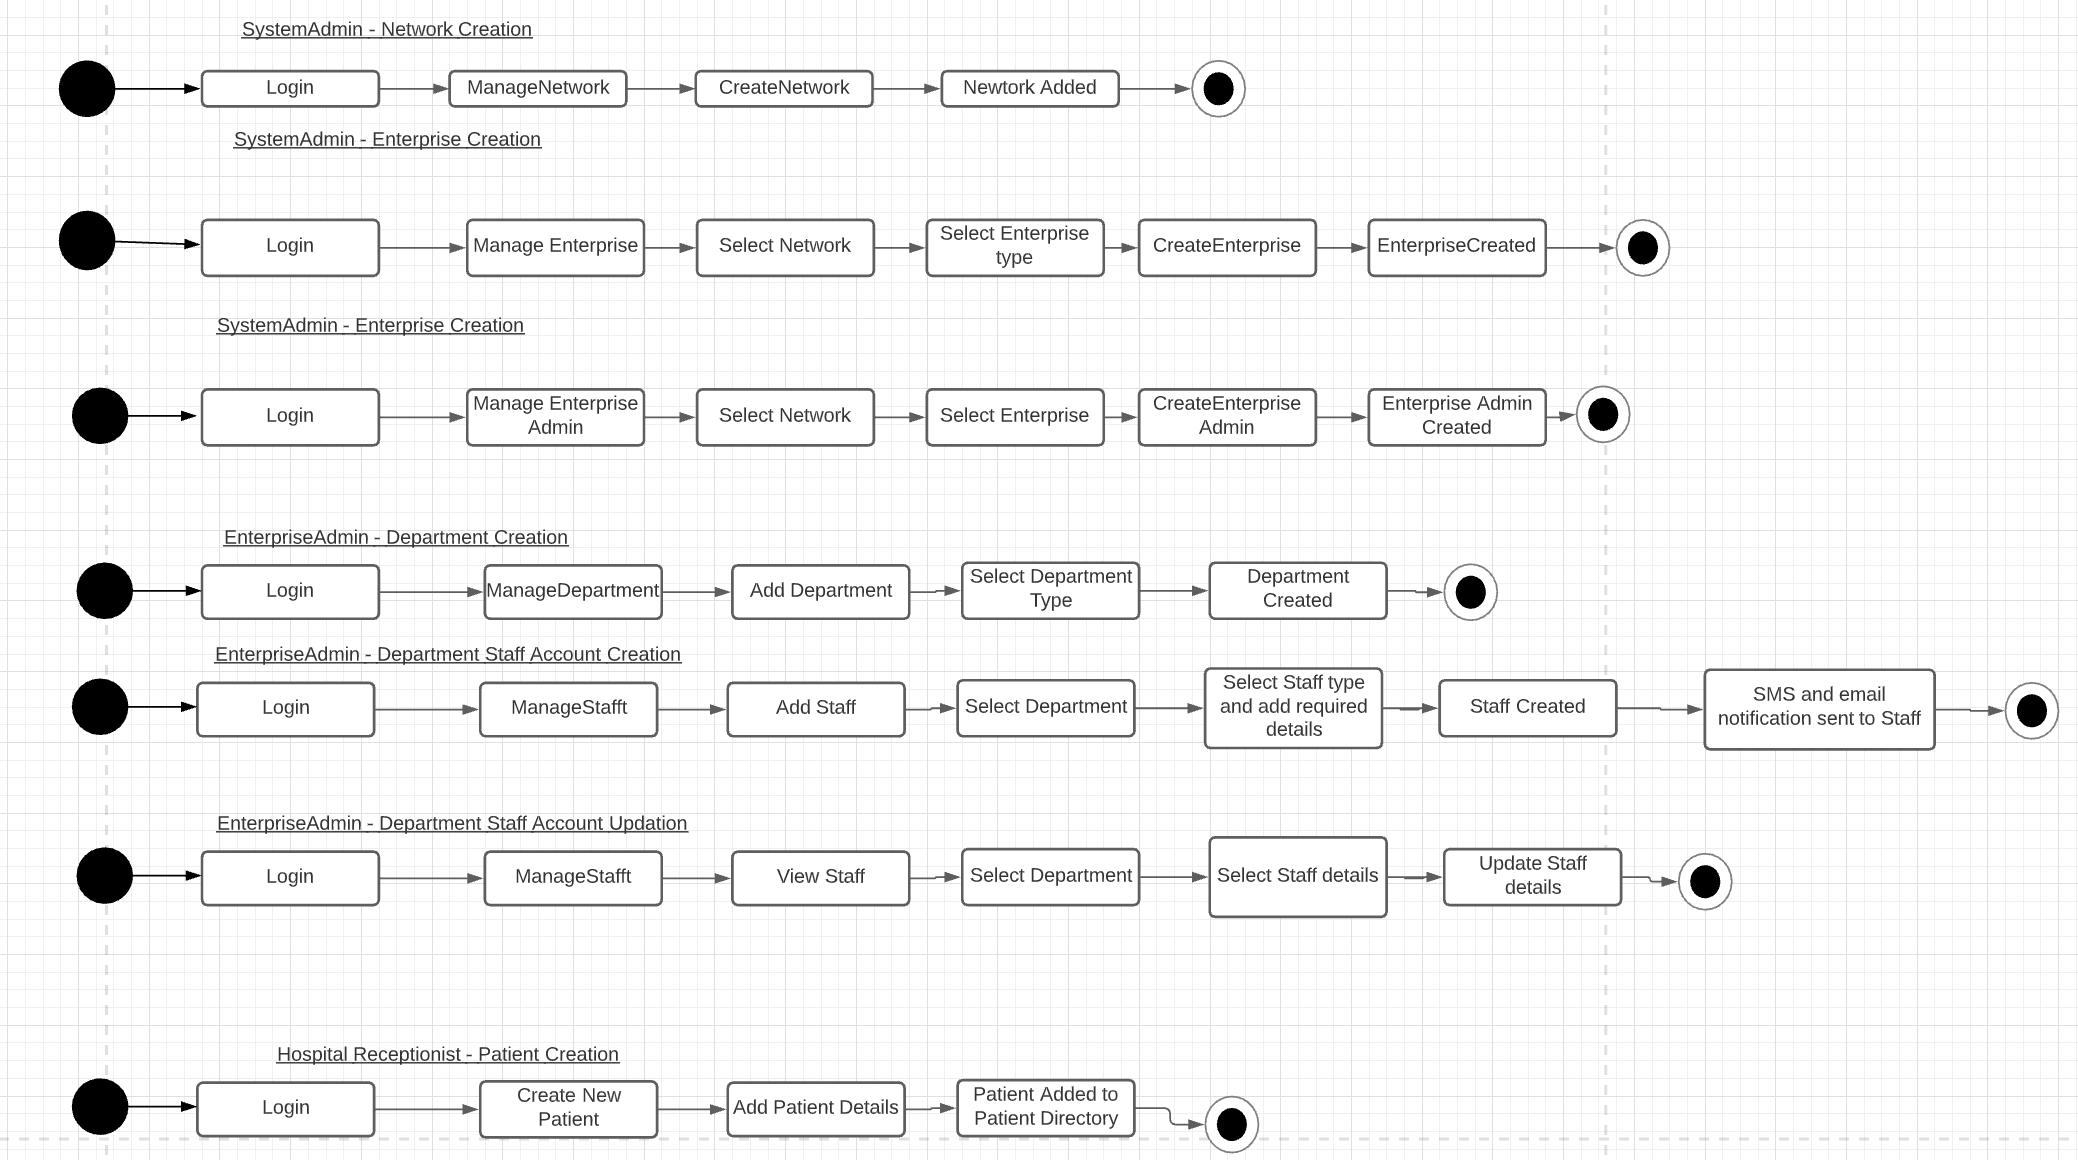 SystemAdmin - Network Creation
Login
ManageNetwork
CreateNetwork
Newtork Added
SystemAdmin - Enterprise Creation
Login
Manage Enterprise
Select Network
Select Enterprise
type
CreateEnterprise
EnterpriseCreated
SystemAdmin - Enterprise Creation
Login
Manage Enterprise
Admin
Select Network
Select Enterprise
CreateEnterprise
Admin
Enterprise Admin
Created
EnterpriseAdmin - Department Creation
Login
ManageDepartment
Add Department
Select Department
Type
Department
Created
EnterpriseAdmin - Department Staff Account Creation
Login
ManageStafft
Add Staff
Select Department
Select Staff type
and add required
details
Staff Created
SMS and email
notification sent to Staff
EnterpriseAdmin - Department Staff Account Updation
Login
ManageStafft
View Staff
Select Department
Select Staff details
Update Staff
details
Hospital Receptionist - Patient Creation
Login
Create New
Patient
Add Patient Details
Patient Added to
Patient Directory